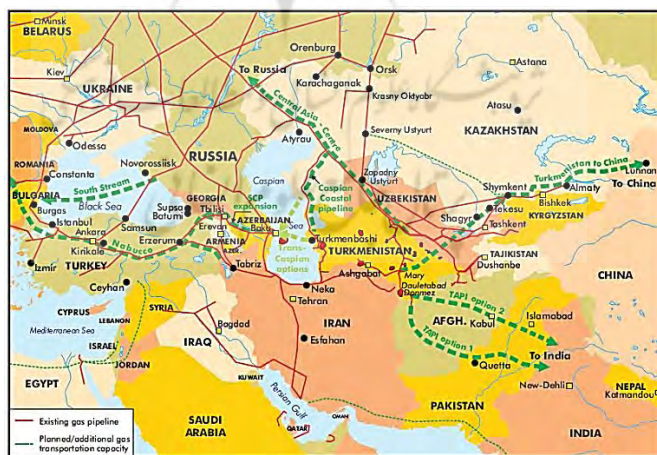 Minsk
BELARUS
Kiev
UKRAINE
MOLDOVA
Odessa
ROMANIA
Constanta
BULGARIA
Burgas
South Stream
Black Sea
Novorossiisk
RUSSIA
To Russia
Orenburg
Orsk
Karachaganak
Krasny Oktyabr
Astana
Atasu
KAZAKHSTAN
Central Asia
Centre
Atyrau
Severny Ustyurt
Zapadny
Ustyurt
Caspian
Sea
Caspian
Coastal
pipeline
UZBEKISTAN
Turkmenistan to China
Lunnan
To China
Shymkent
Bishkek
Almaty
KYRGYZSTAN
Shagyr
Tekesu
Tashkent
TAJIKISTAN
Dushanbe
CHINA
Istanbul
Ankara
Kirikale
Samsun
Supsa
Batumi
GEORGIA
Tbilisi
SCP
expansion
AZERBAIJAN
Baku
Erevan
ARMENIA
AZER.
Erzerum
Nabucco
Izmir
TURKEY
Ceyhan
Tabriz
Trans-
Caspian
options
Turkmenbashi
TURKMENISTAN
Ashgabat
Mary
Dauletabad
Donmez
Neka
Tehran
IRAN
Esfahan
AFGH.
Kabul
TAPI option 2
TAPI option 1
Islamabad
To India
Quetta
New-Delhi
NEPAL
Katmandou
PAKISTAN
INDIA
CYPRUS
LEBANON
SYRIA
Mediterranean Sea
ISRAEL
JORDAN
Bagdad
IRAQ
EGYPT
KUWAIT
Persian Gulf
SAUDI
ARABIA
QATAR
OMAN
Existing gas pipeline
Planned/additional gas
transportation capacity